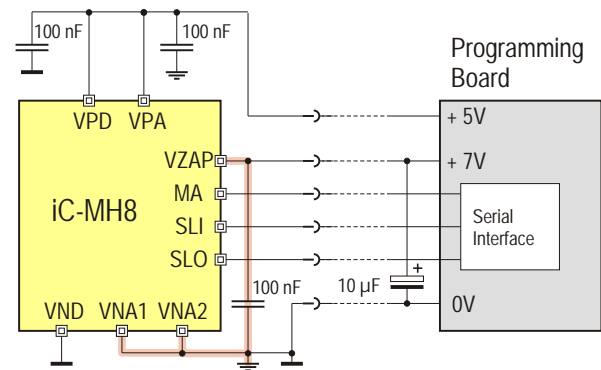 100 nF
100 nF
Programming
Board
VPD
VPA
+ 5V
VZAP
+ 7V
iC-MH8
MA
SLI
SLO
Serial
Interface
100 nF
10 µF
+
0V
VND
VNA1
VNA2